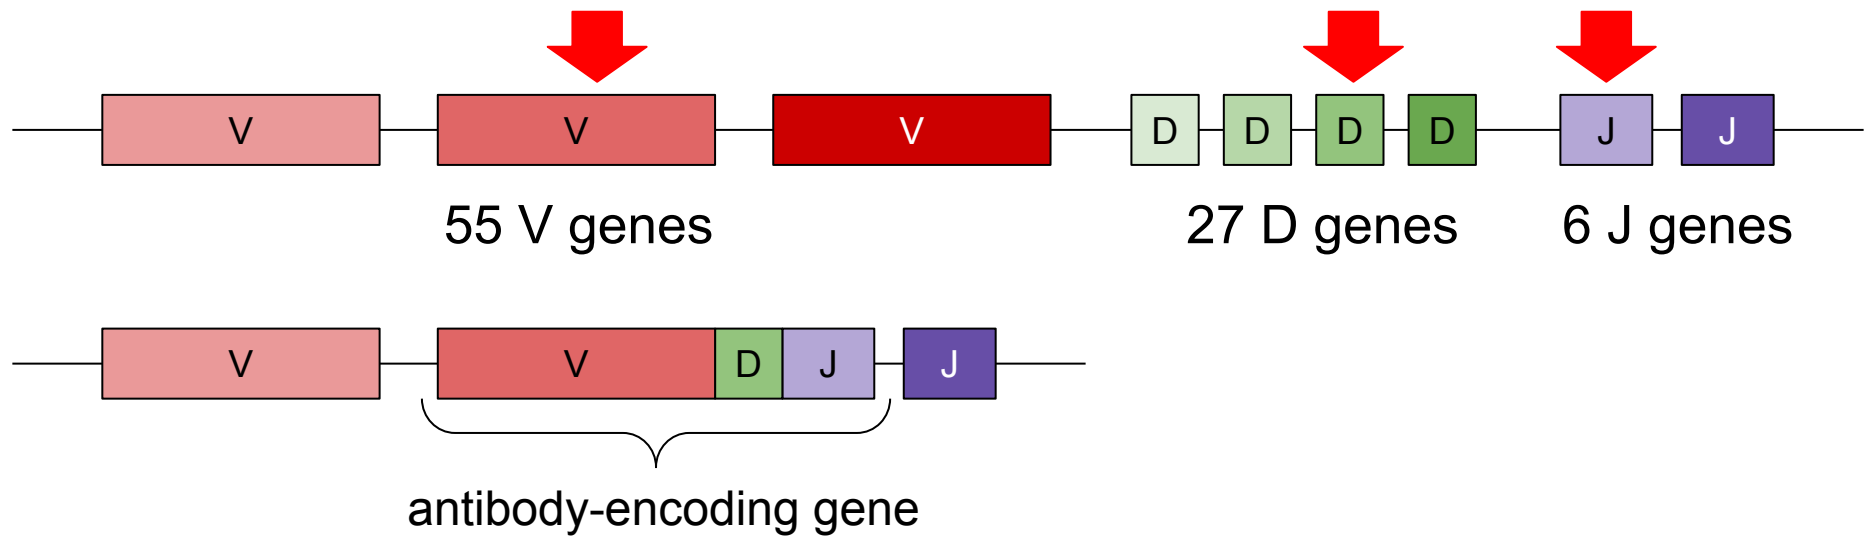 V V V D D D D J J
55 V genes 27 D genes 6 J genes
V V D J J
antibody-encoding gene